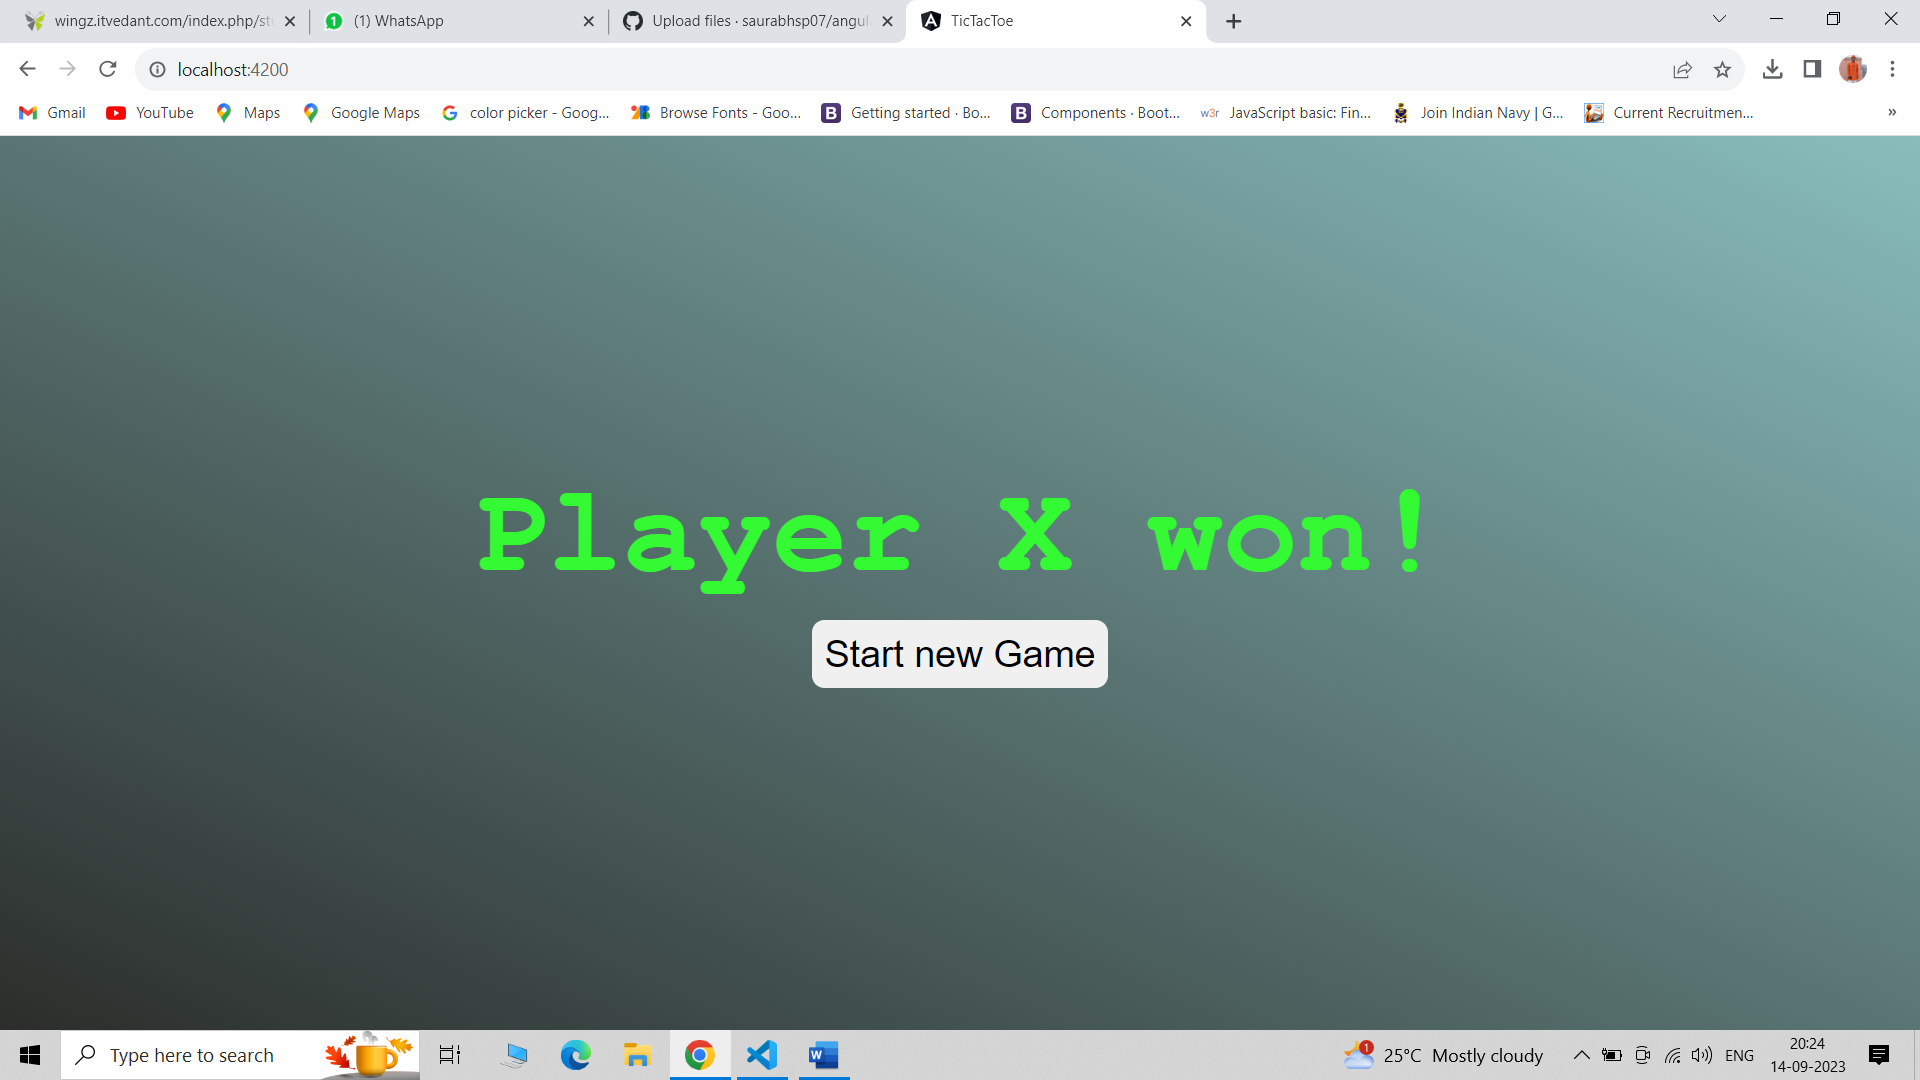 wingz.itvedant.com/index.php/st
1 (1) WhatsApp
Upload files · saurabhsp07/angul
TicTacToe
localhost:4200
Gmail
YouTube
Maps
Google Maps
color picker - Goog...
Browse Fonts - Goo...
B Getting started · Bo...
B Components · Boot...
w3r JavaScript basic: Fin...
Join Indian Navy | G...
Current Recruitmen...
»
Player X won!
Start new Game
Type here to search
1
25°C Mostly cloudy
ENG
20:24
14-09-2023